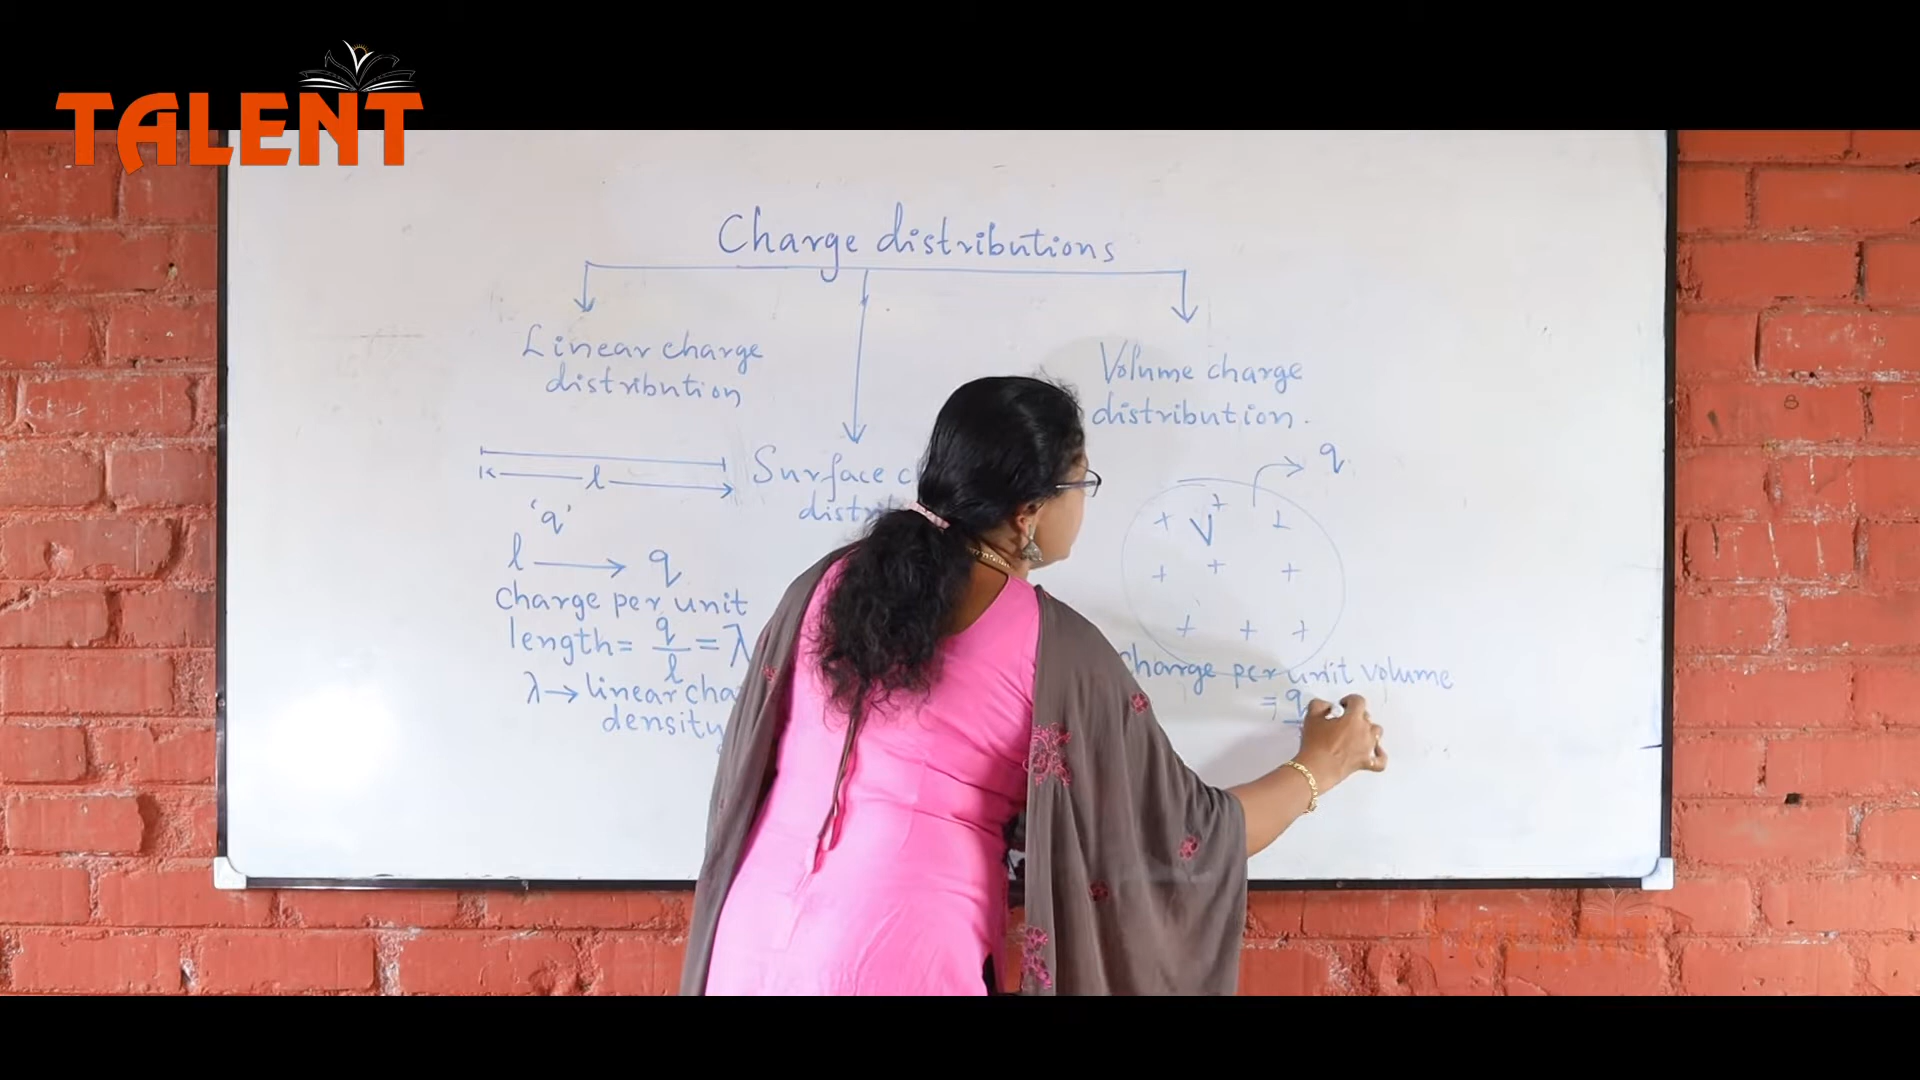 TALENT
Charge distributions
Linear charge
distribution
l
'q'
l → q
Charge per unit
length = q/l = λ
λ → linear
density
Surface
Volume charge
distribution.
q
+ V + +
+ + +
+ + +
charge per unit volume
= q